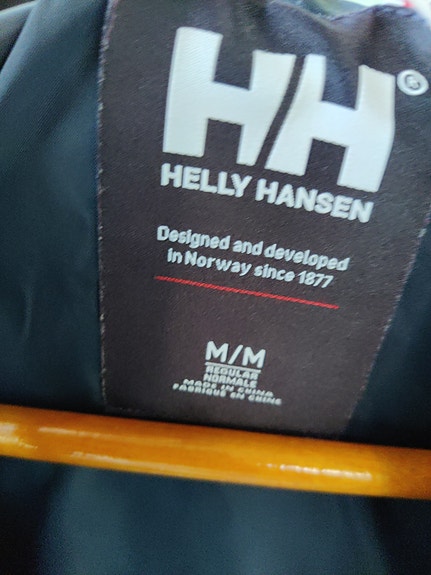 HH®
HELLY HANSEN
Designed and developed
in Norway since 1877
M/M
REGULAR
NORMALE
MADE IN CHINA
FABRIQUÉ EN CHINE